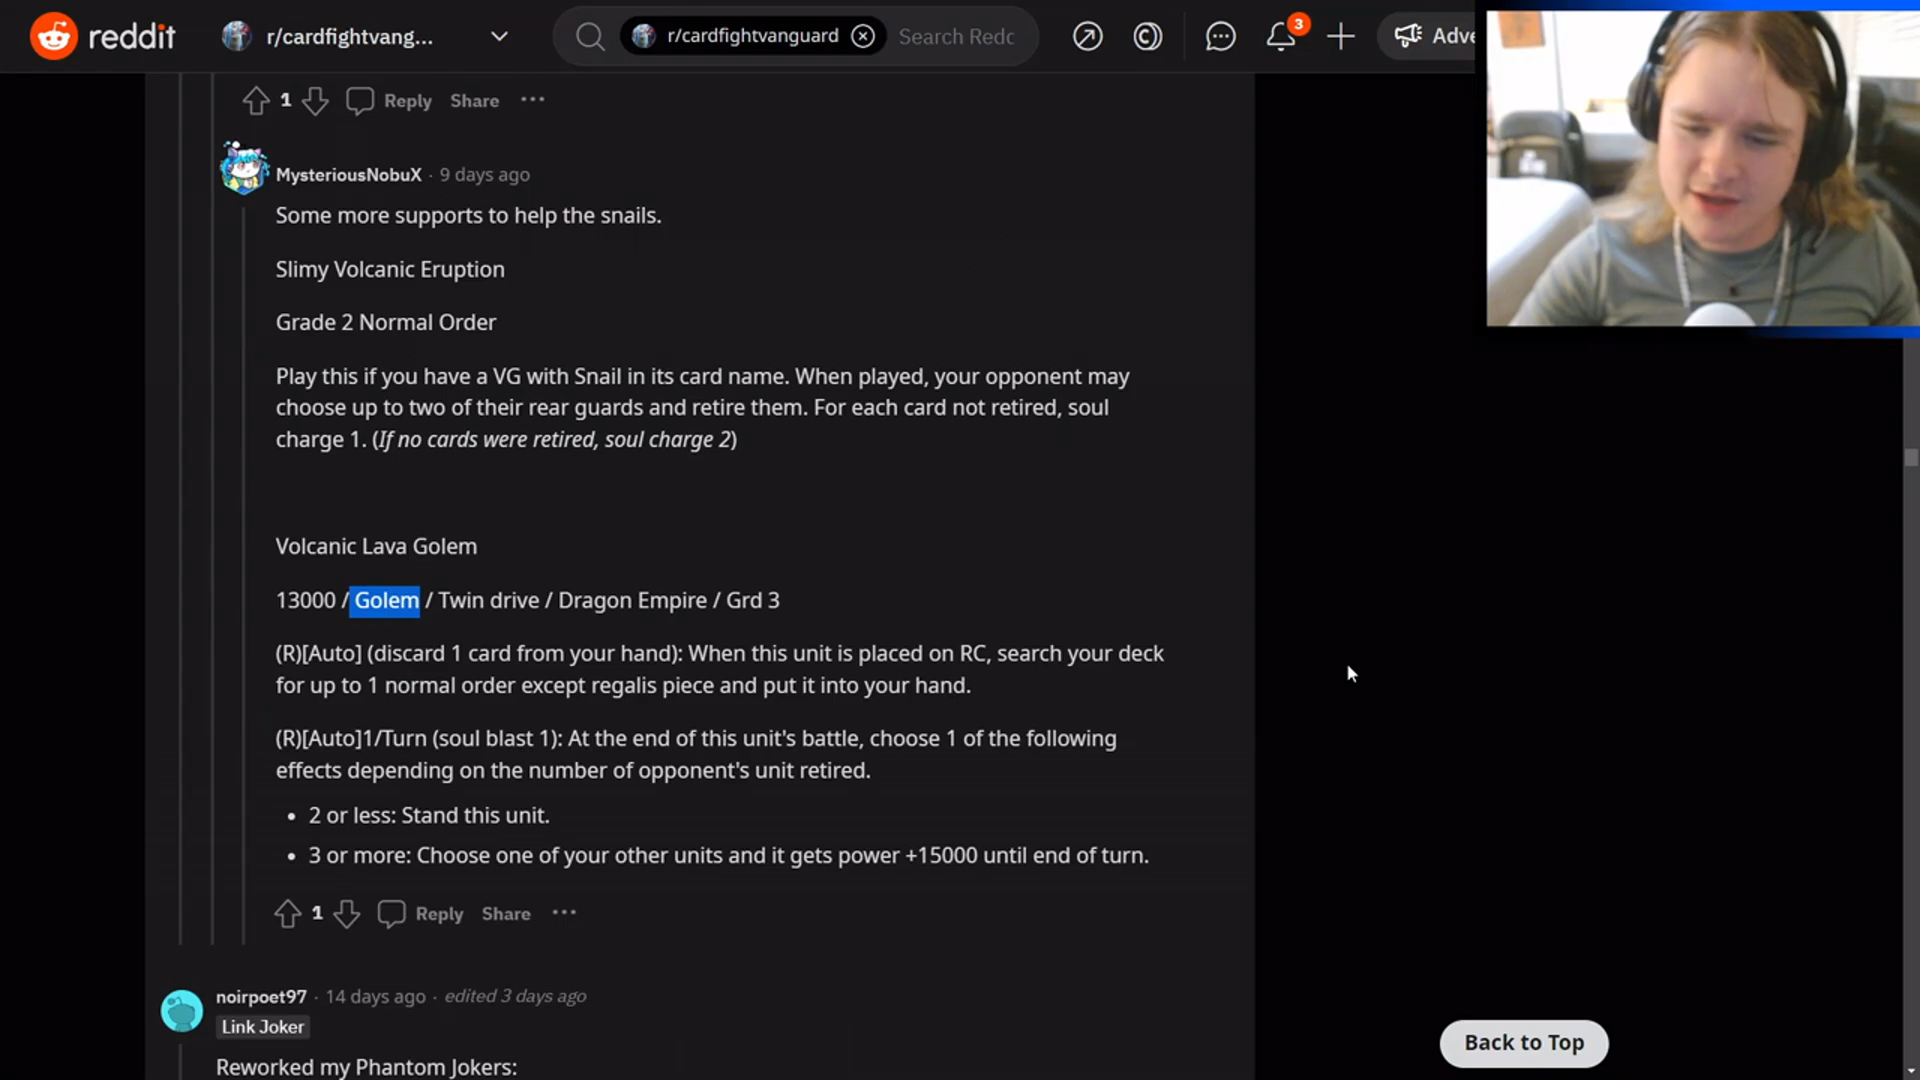 reddit
r/cardfightvang...
r/cardfightvanguard
Search Redc
3
Adve
1
Reply
Share
MysteriousNobuX · 9 days ago
Some more supports to help the snails.
Slimy Volcanic Eruption
Grade 2 Normal Order
Play this if you have a VG with Snail in its card name. When played, your opponent may
choose up to two of their rear guards and retire them. For each card not retired, soul
charge 1. (If no cards were retired, soul charge 2)
Volcanic Lava Golem
13000 / Golem / Twin drive / Dragon Empire / Grd 3
(R)[Auto] (discard 1 card from your hand): When this unit is placed on RC, search your deck
for up to 1 normal order except regalis piece and put it into your hand.
(R)[Auto]1/Turn (soul blast 1): At the end of this unit's battle, choose 1 of the following
effects depending on the number of opponent's unit retired.
• 2 or less: Stand this unit.
• 3 or more: Choose one of your other units and it gets power +15000 until end of turn.
1
Reply
Share
noirpoet97 · 14 days ago · edited 3 days ago
Link Joker
Reworked my Phantom Jokers:
Back to Top